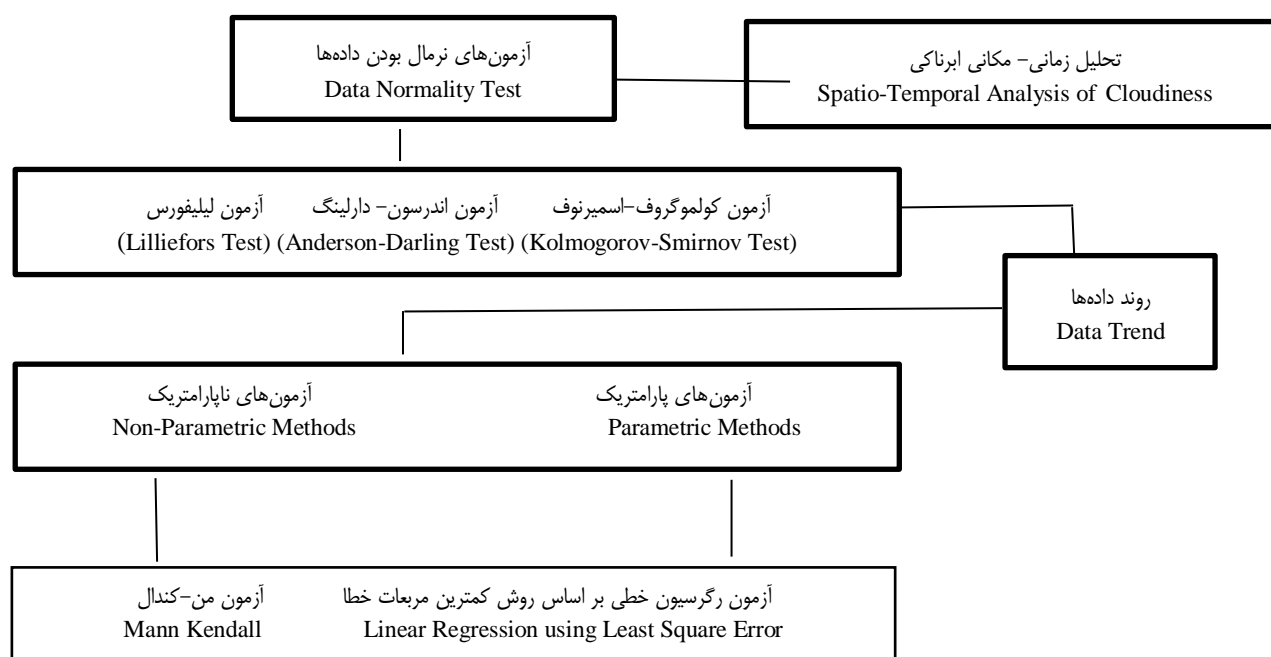 تحلیل زمانی- مکانی ابرناکی
Spatio-Temporal Analysis of Cloudiness
آزمون‌های نرمال بودن داده‌ها
Data Normality Test
آزمون کولموگروف-اسمیرنوف آزمون اندرسون- دارلینگ آزمون لیلیفورس
(Lilliefors Test) (Anderson-Darling Test) (Kolmogorov-Smirnov Test)
روند داده‌ها
Data Trend
آزمون‌های پارامتریک آزمون‌های ناپارامتریک
Non-Parametric Methods Parametric Methods
آزمون رگرسیون خطی بر اساس روش کمترین مربعات خطا آزمون من-کندال
Mann Kendall Linear Regression using Least Square Error